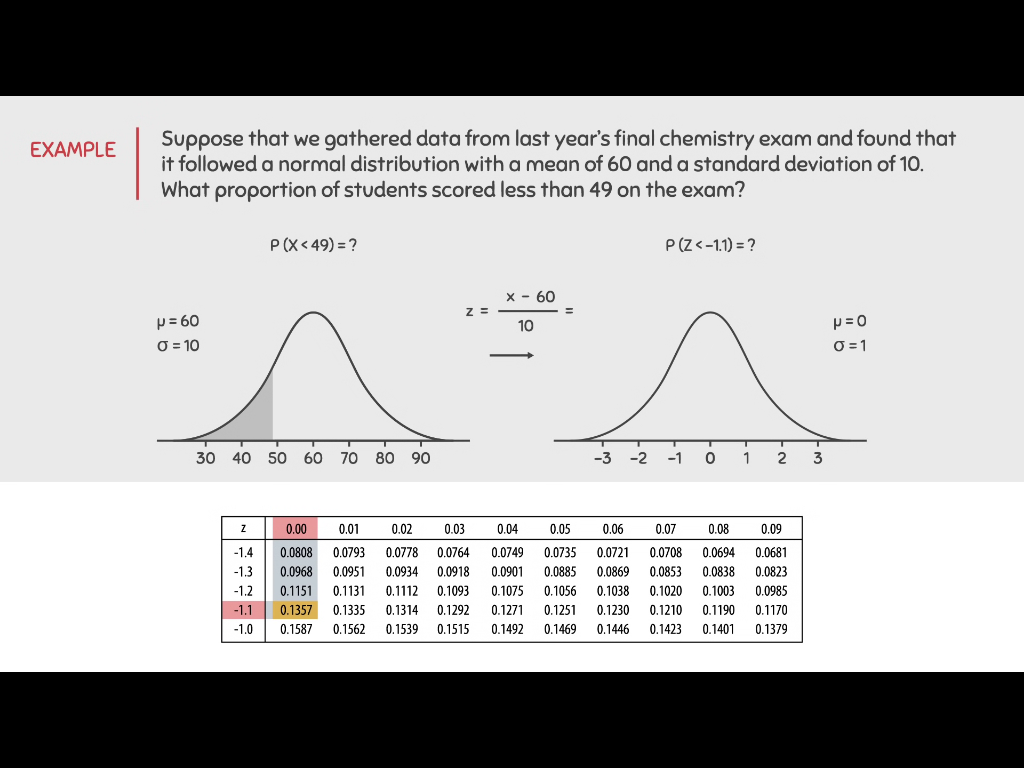 EXAMPLE
Suppose that we gathered data from last year's final chemistry exam and found that
it followed a normal distribution with a mean of 60 and a standard deviation of 10.
What proportion of students scored less than 49 on the exam?
P (X < 49) = ?
P (Z < −1.1) = ?
μ = 60
σ = 10
z = x − 60 =
10
μ = 0
σ = 1
30 40 50 60 70 80 90
−3 −2 −1 0 1 2 3
z 0.00 0.01 0.02 0.03 0.04 0.05 0.06 0.07 0.08 0.09
-1.4 0.0808 0.0793 0.0778 0.0764 0.0749 0.0735 0.0721 0.0708 0.0694 0.0681
-1.3 0.0968 0.0951 0.0934 0.0918 0.0901 0.0885 0.0869 0.0853 0.0838 0.0823
-1.2 0.1151 0.1131 0.1112 0.1093 0.1075 0.1056 0.1038 0.1020 0.1003 0.0985
-1.1 0.1357 0.1335 0.1314 0.1292 0.1271 0.1251 0.1230 0.1210 0.1190 0.1170
-1.0 0.1587 0.1562 0.1539 0.1515 0.1492 0.1469 0.1446 0.1423 0.1401 0.1379